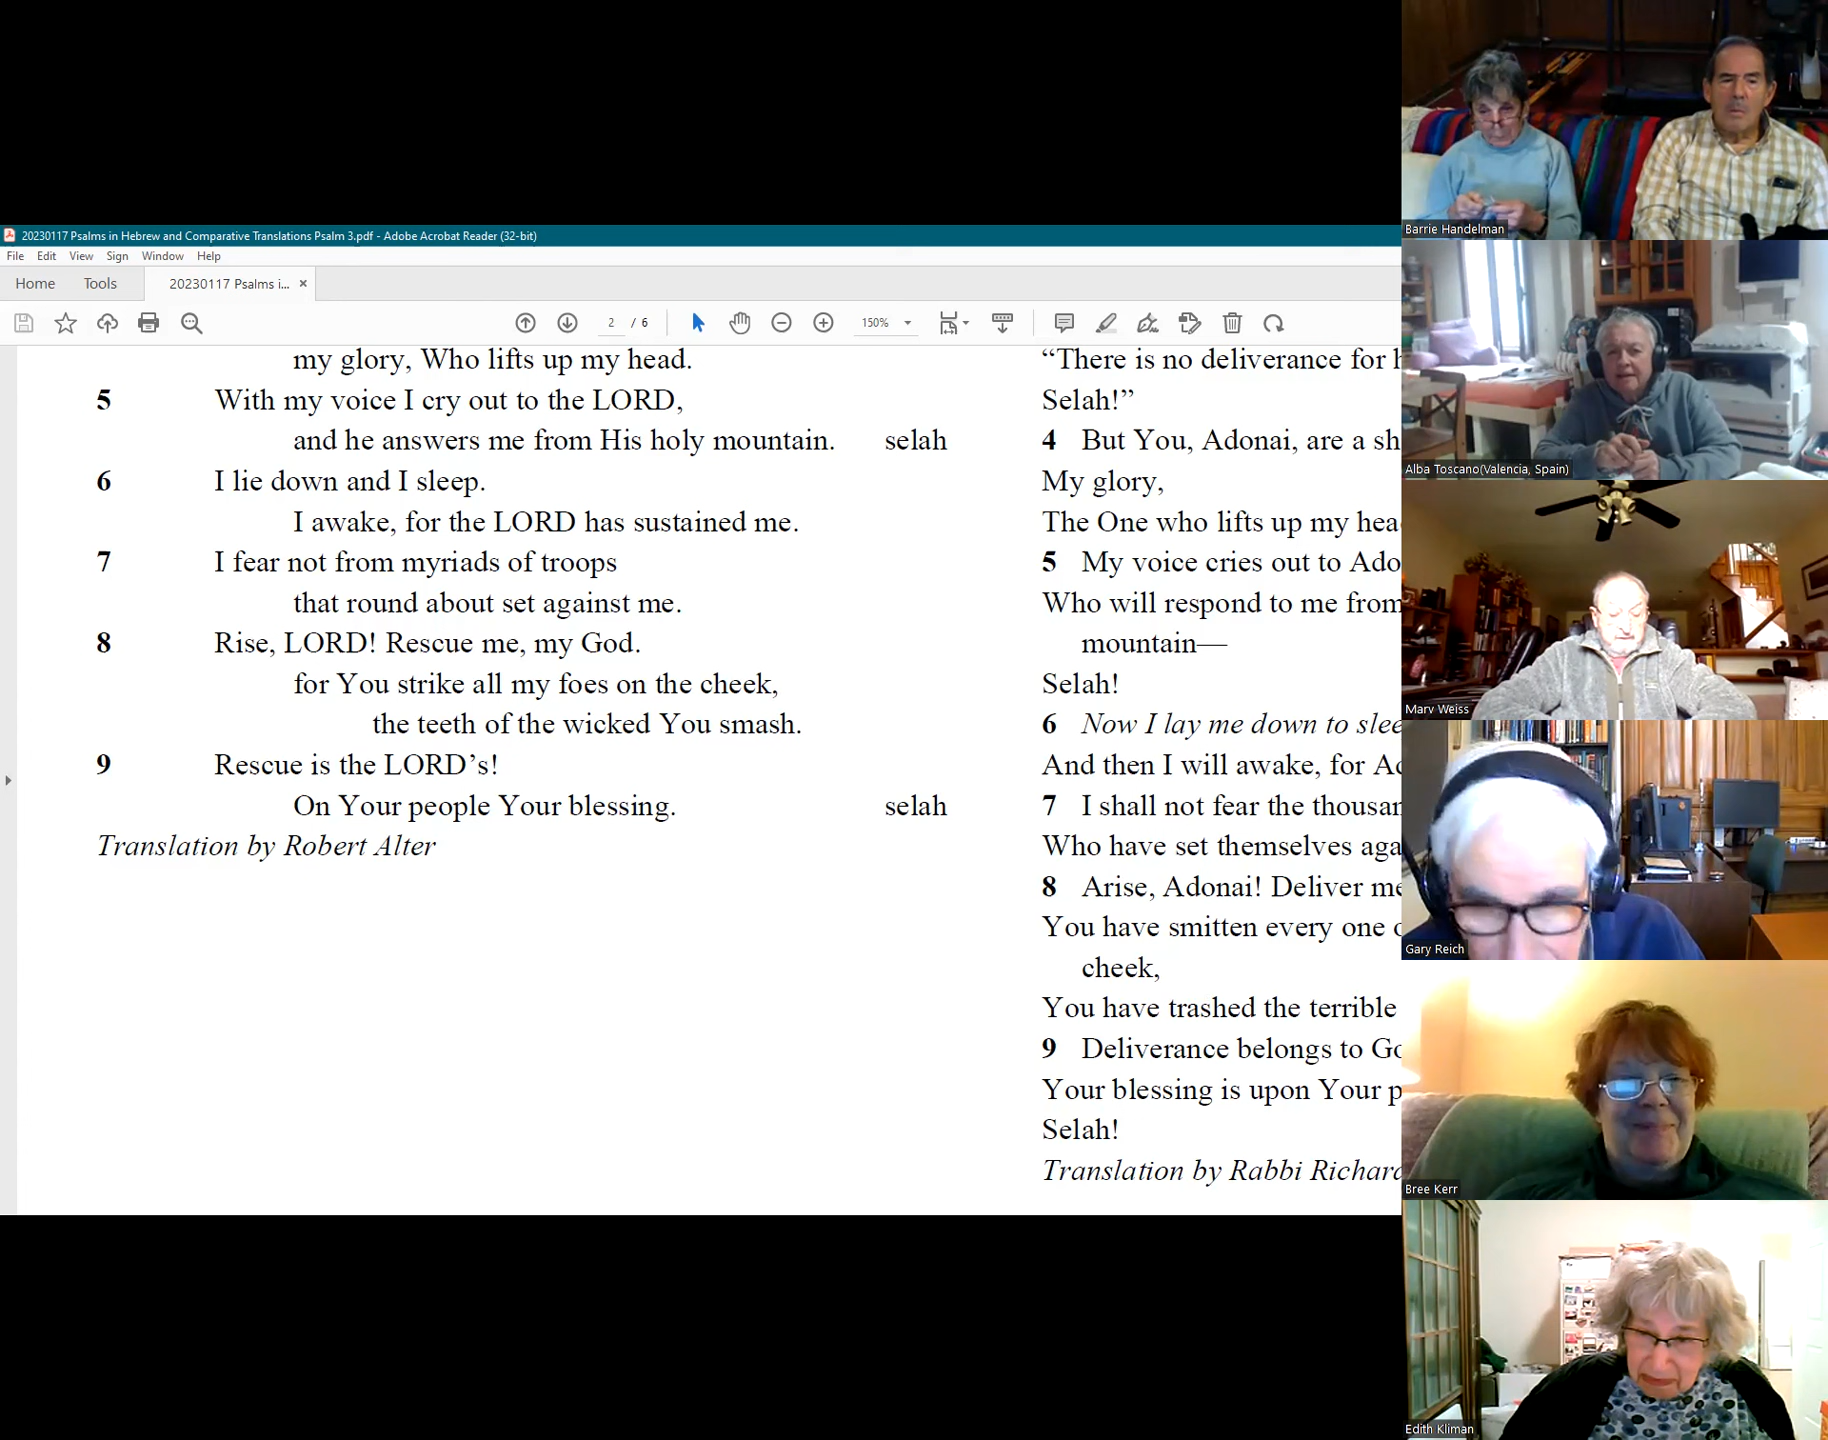 20230117 Psalms in Hebrew and Comparative Translations Psalm 3.pdf - Adobe Acrobat Reader (32-bit)
File Edit View Window Sign Help
Home Tools 20230117 Psalms i... ×
2 / 6 150%
my glory, Who lifts up my head.
5 With my voice I cry out to the LORD,
and he answers me from His holy mountain. selah
6 I lie down and I sleep.
I awake, for the LORD has sustained me.
7 I fear not from myriads of troops
that round about set against me.
8 Rise, LORD! Rescue me, my God.
for You strike all my foes on the cheek,
the teeth of the wicked You smash.
9 Rescue is the LORD’s!
On Your people Your blessing. selah
Translation by Robert Alter
“There is no deliverance for
Selah!”
4 But You, Adonai, are a
My glory,
The One who lifts up my
5 My voice cries out to
Who will respond to me from
mountain—
Selah!
6 Now I lay me down to
And then I will awake, for
7 I shall not fear the
Who have set themselves
8 Arise, Adonai! Deliver
You have smitten every one
cheek,
You have trashed the terrible
9 Deliverance belongs to
Your blessing is upon Your
Selah!
Translation by Rabbi
Barrie Handelman
Alba Toscano(Valencia, Spain)
Marv Weiss
Gary Reich
Bree Kerr
Edith Kliman